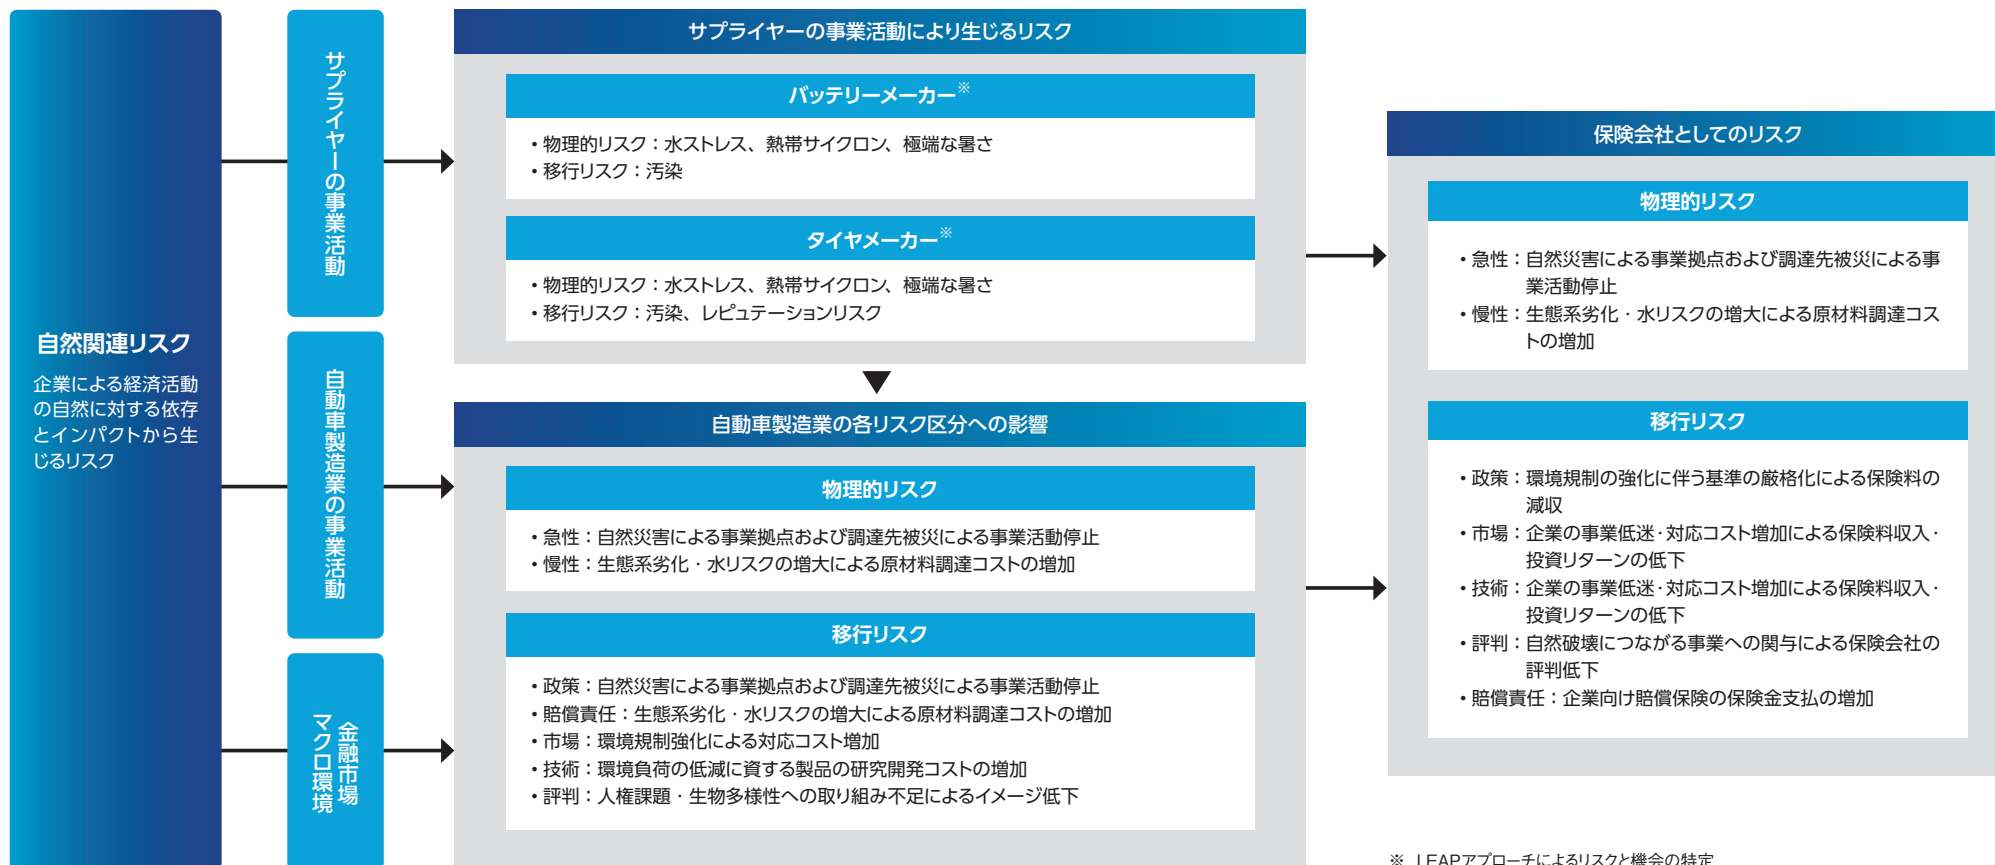 自然関連リスク
企業による経済活動
の自然に対する依存
とインパクトから生
じるリスク
サプライヤーの事業活動
自動車製造業の事業活動
金融市場
マクロ環境
サプライヤーの事業活動により生じるリスク
バッテリーメーカー※
・物理的リスク：水ストレス、熱帯サイクロン、極端な暑さ
・移行リスク：汚染
タイヤメーカー※
・物理的リスク：水ストレス、熱帯サイクロン、極端な暑さ
・移行リスク：汚染、レピュテーションリスク
自動車製造業の各リスク区分への影響
物理的リスク
・急性：自然災害による事業拠点および調達先被災による事業活動停止
・慢性：生態系劣化・水リスクの増大による原材料調達コストの増加
移行リスク
・政策：自然災害による事業拠点および調達先被災による事業活動停止
・賠償責任：生態系劣化・水リスクの増大による原材料調達コストの増加
・市場：環境規制強化による対応コスト増加
・技術：環境負荷の低減に資する製品の研究開発コストの増加
・評判：人権課題・生物多様性への取り組み不足によるイメージ低下
保険会社としてのリスク
物理的リスク
・急性：自然災害による事業拠点および調達先被災による事
業活動停止
・慢性：生態系劣化・水リスクの増大による原材料調達コス
トの増加
移行リスク
・政策：環境規制の強化に伴う基準の厳格化による保険料の
減収
・市場：企業の事業低迷・対応コスト増加による保険料収入・
投資リターンの低下
・技術：企業の事業低迷・対応コスト増加による保険料収入・
投資リターンの低下
・評判：自然破壊につながる事業への関与による保険会社の
評判低下
・賠償責任：企業向け賠償保険の保険金支払の増加
※ LEAPアプローチによるリスクと機会の特定